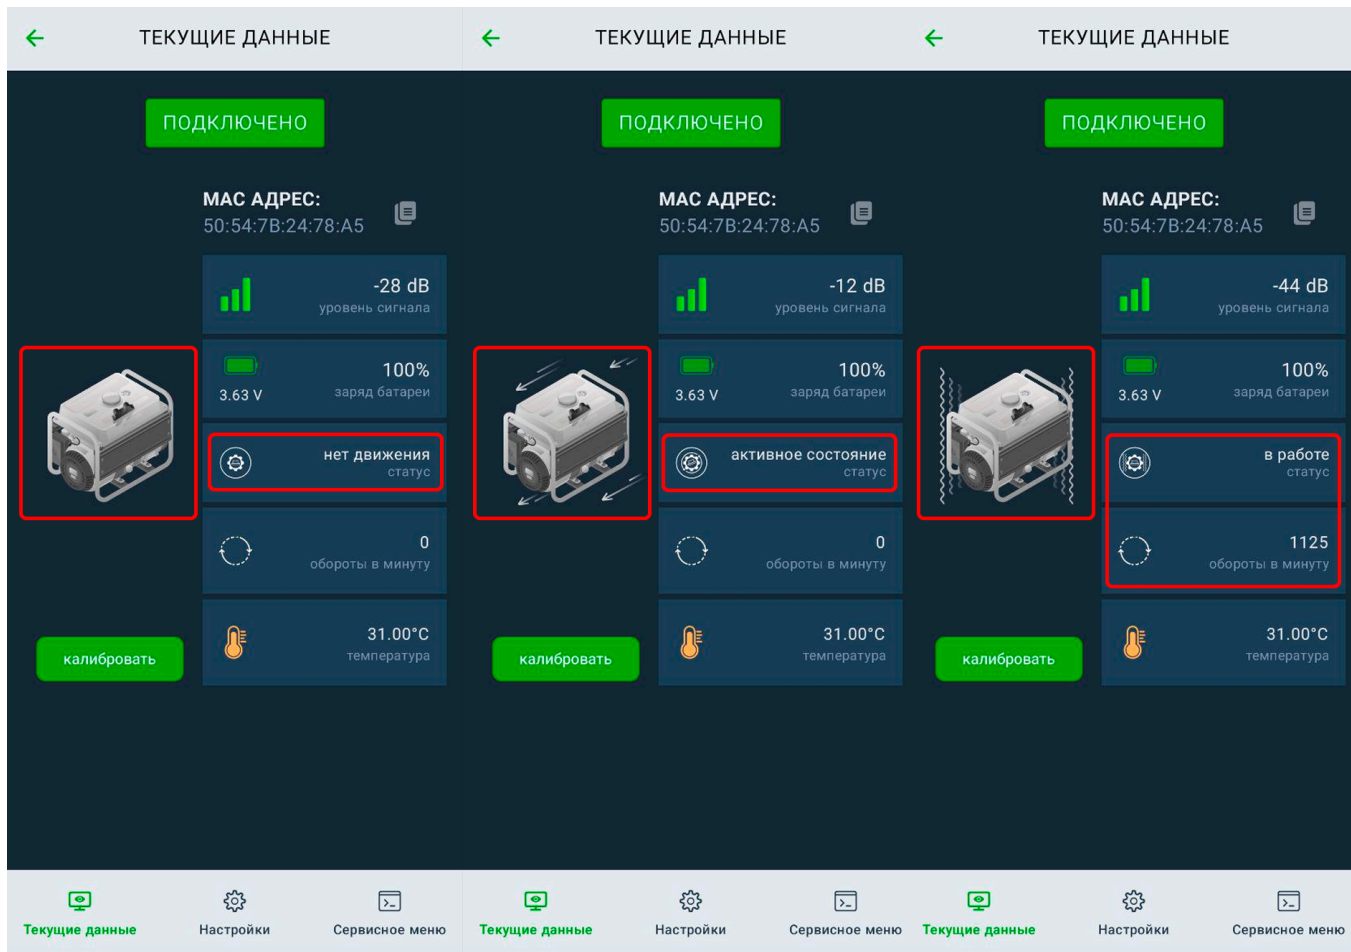 ТЕКУЩИЕ ДАННЫЕ
ПОДКЛЮЧЕНО
MAC АДРЕС:
50:54:7B:24:78:A5
-28 dB
уровень сигнала
100%
3.63 V
заряд батареи
нет движения
статус
0
обороты в минуту
31.00°C
температура
калибровать
Текущие данные
Настройки
Сервисное меню
ТЕКУЩИЕ ДАННЫЕ
ПОДКЛЮЧЕНО
MAC АДРЕС:
50:54:7B:24:78:A5
-12 dB
уровень сигнала
100%
3.63 V
заряд батареи
активное состояние
статус
0
обороты в минуту
31.00°C
температура
калибровать
Текущие данные
Настройки
Сервисное меню
ТЕКУЩИЕ ДАННЫЕ
ПОДКЛЮЧЕНО
MAC АДРЕС:
50:54:7B:24:78:A5
-44 dB
уровень сигнала
100%
3.63 V
заряд батареи
в работе
статус
1125
обороты в минуту
31.00°C
температура
калибровать
Текущие данные
Настройки
Сервисное меню